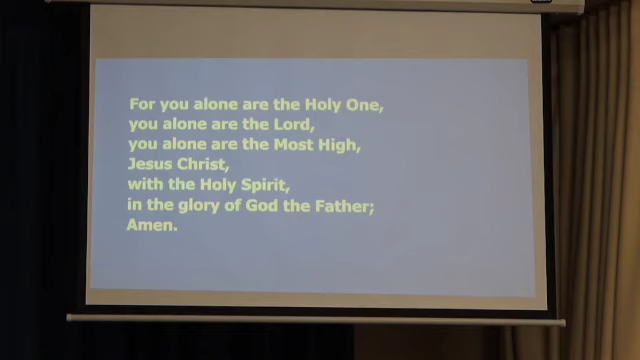 For you alone are the Holy One,
you alone are the Lord,
you alone are the Most High,
Jesus Christ,
with the Holy Spirit,
in the glory of God the Father;
Amen.